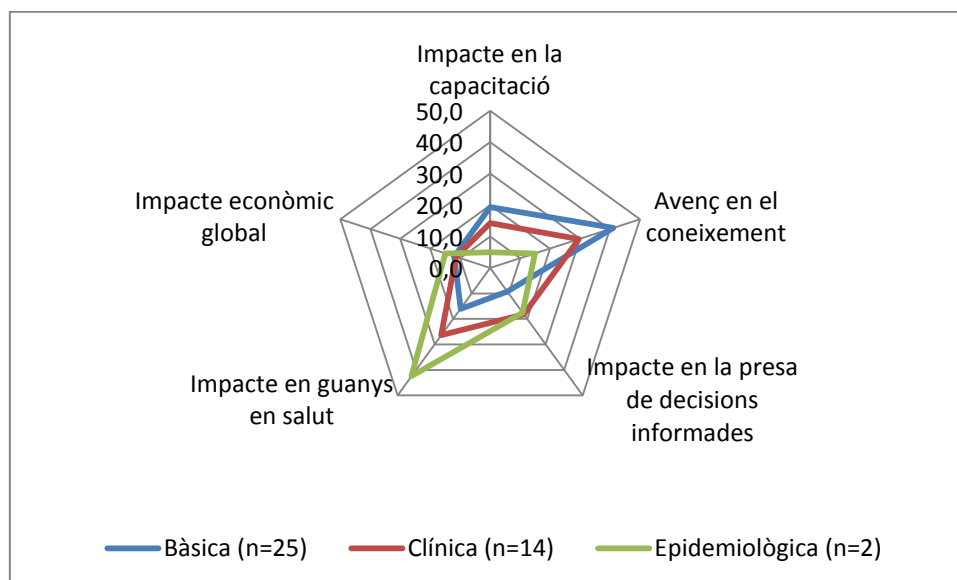 Impacte en la
capacitació
50,0
40,0
30,0
20,0
10,0
0,0
Avenç en el
coneixement
Impacte en la presa
de decisions
informades
Impacte en guanys
en salut
Impacte econòmic
global
Bàsica (n=25)
Clínica (n=14)
Epidemiològica (n=2)